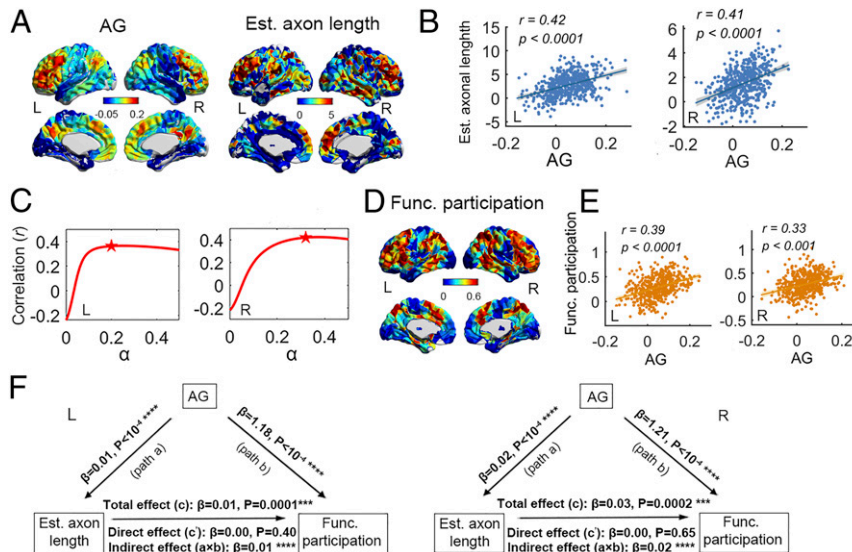 A
AG
Est. axon length
L
R
-0.05 0.2
0 5
B
Est. axonal lenghth
r = 0.42
p < 0.0001
15
10
5
0
-5
L
-0.2 0 0.2
AG
r = 0.41
p < 0.0001
6
4
2
0
-2
R
-0.2 0 0.2
AG
C
Correlation (r)
0.4
0.2
0
-0.2
L
0 0.2 0.4
α
0.4
0.2
0
-0.2
R
0 0.2 0.4
α
D
Func. participation
L
R
0 0.6
E
Func. participation
r = 0.39
p < 0.0001
1
0.5
0
L
-0.2 0 0.2
AG
r = 0.33
p < 0.001
1
0.5
0
-0.5
R
-0.2 0 0.2
AG
F
L
AG
β=0.01, P<10⁻⁴ ****
(path a)
β=1.18, P<10⁻⁴ ****
(path b)
Total effect (c): β=0.01, P=0.0001***
Est. axon
length
Func.
participation
Direct effect (c'): β=0.00, P=0.40
Indirect effect (a×b): β=0.01 ****
R
AG
β=0.02, P<10⁻⁴ ****
(path a)
β=1.21, P<10⁻⁴ ****
(path b)
Total effect (c): β=0.03, P=0.0002 ***
Est. axon
length
Func.
participation
Direct effect (c'): β=0.00, P=0.65
Indirect effect (a×b): β=0.02 ****